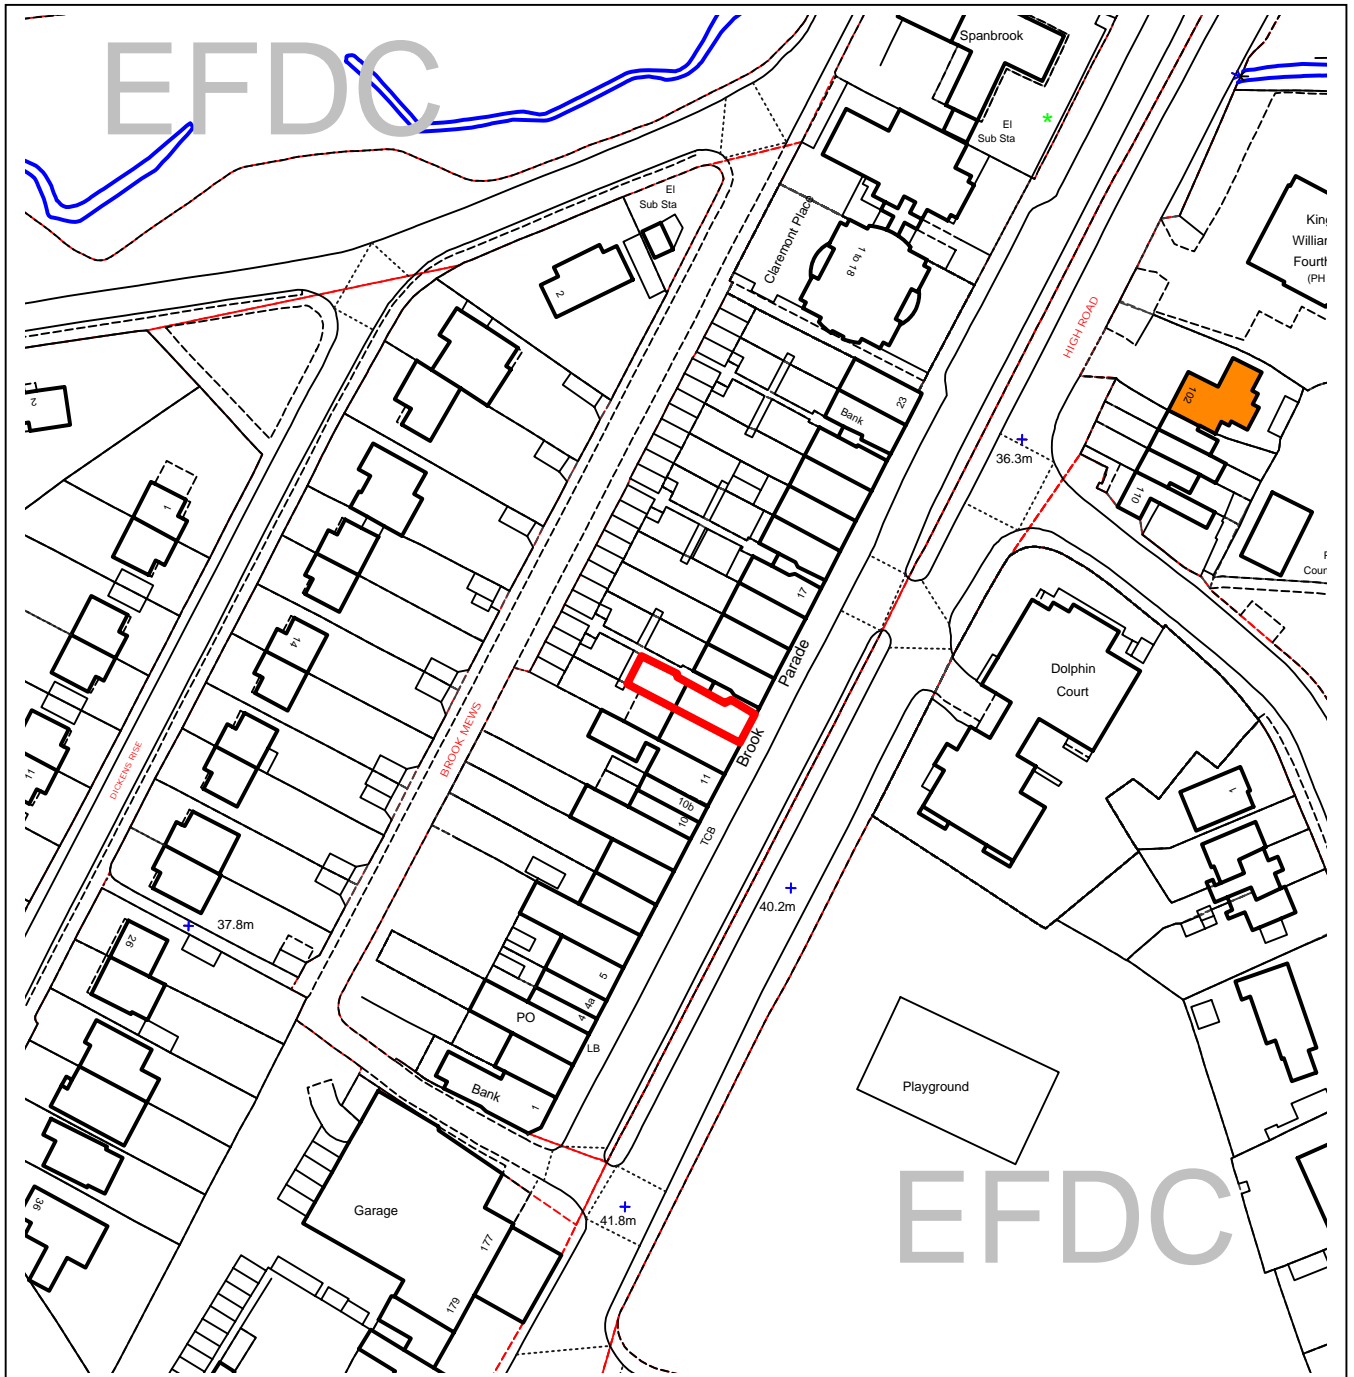 EFDC
Spanbrook
El
Sub Sta
El
Sub Sta
Claremont Place
1 to 18
2
2
HIGH ROAD
(PH
102
110
23
Bank
36.3m
1
17
14
Dolphin
Court
Parade
Brook
BROOK MEWS
DICKENS RISE
11
11
10b
10
TCB
1
40.2m
37.8m
26
5
4a
4
PO
LB
Bank
1
Playground
EFDC
36
Garage
177
179
41.8m